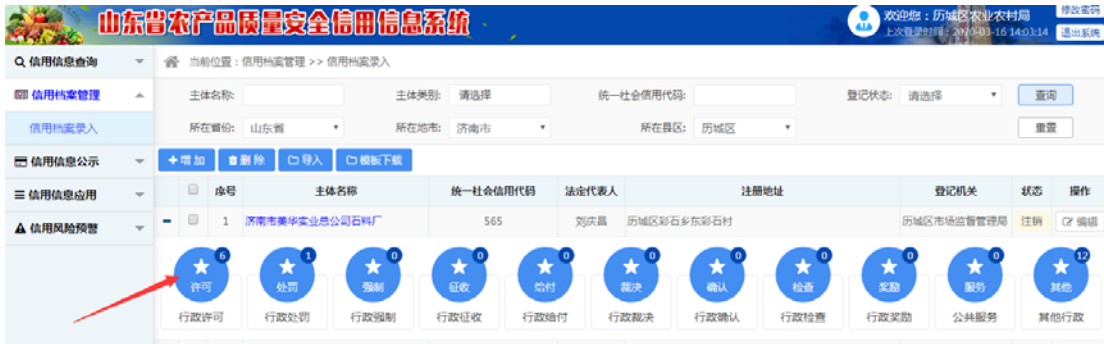 山东省农产品质量安全信用信息系统
欢迎您：历城区农业农村局
上次登录时间：2020-03-16 14:03:14
修改密码
退出系统
信用信息查询
信用档案管理
信用档案录入
信用信息公示
信用信息应用
信用风险预警
当前位置：信用档案管理 >> 信用档案录入
主体名称: 主体类别: 请选择 统一社会信用代码: 登记状态: 请选择 查询
所在省份: 山东省 所在地市: 济南市 所在县区: 历城区 重置
增加 删除 导入 模板下载
序号 主体名称 统一社会信用代码 法定代表人 注册地址 登记机关 状态 操作
1 济南市美华实业总公司石料厂 565 刘庆昌 历城区彩石乡东彩石村 历城区市场监督管理局 注销 编辑
6 1 0 0 0 0 0 0 0 0 12
许可 处罚 强制 征收 给付 裁决 确认 检查 奖励 服务 其他
行政许可 行政处罚 行政强制 行政征收 行政给付 行政裁决 行政确认 行政检查 行政奖励 公共服务 其他行政